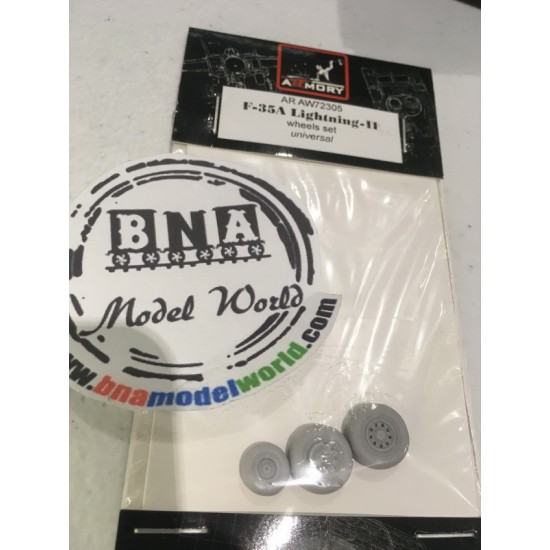 ARMORY
AR AW72305
F-35A Lightning-II
wheels set
universal
BNA
Model World
www.bnamodelworld.com